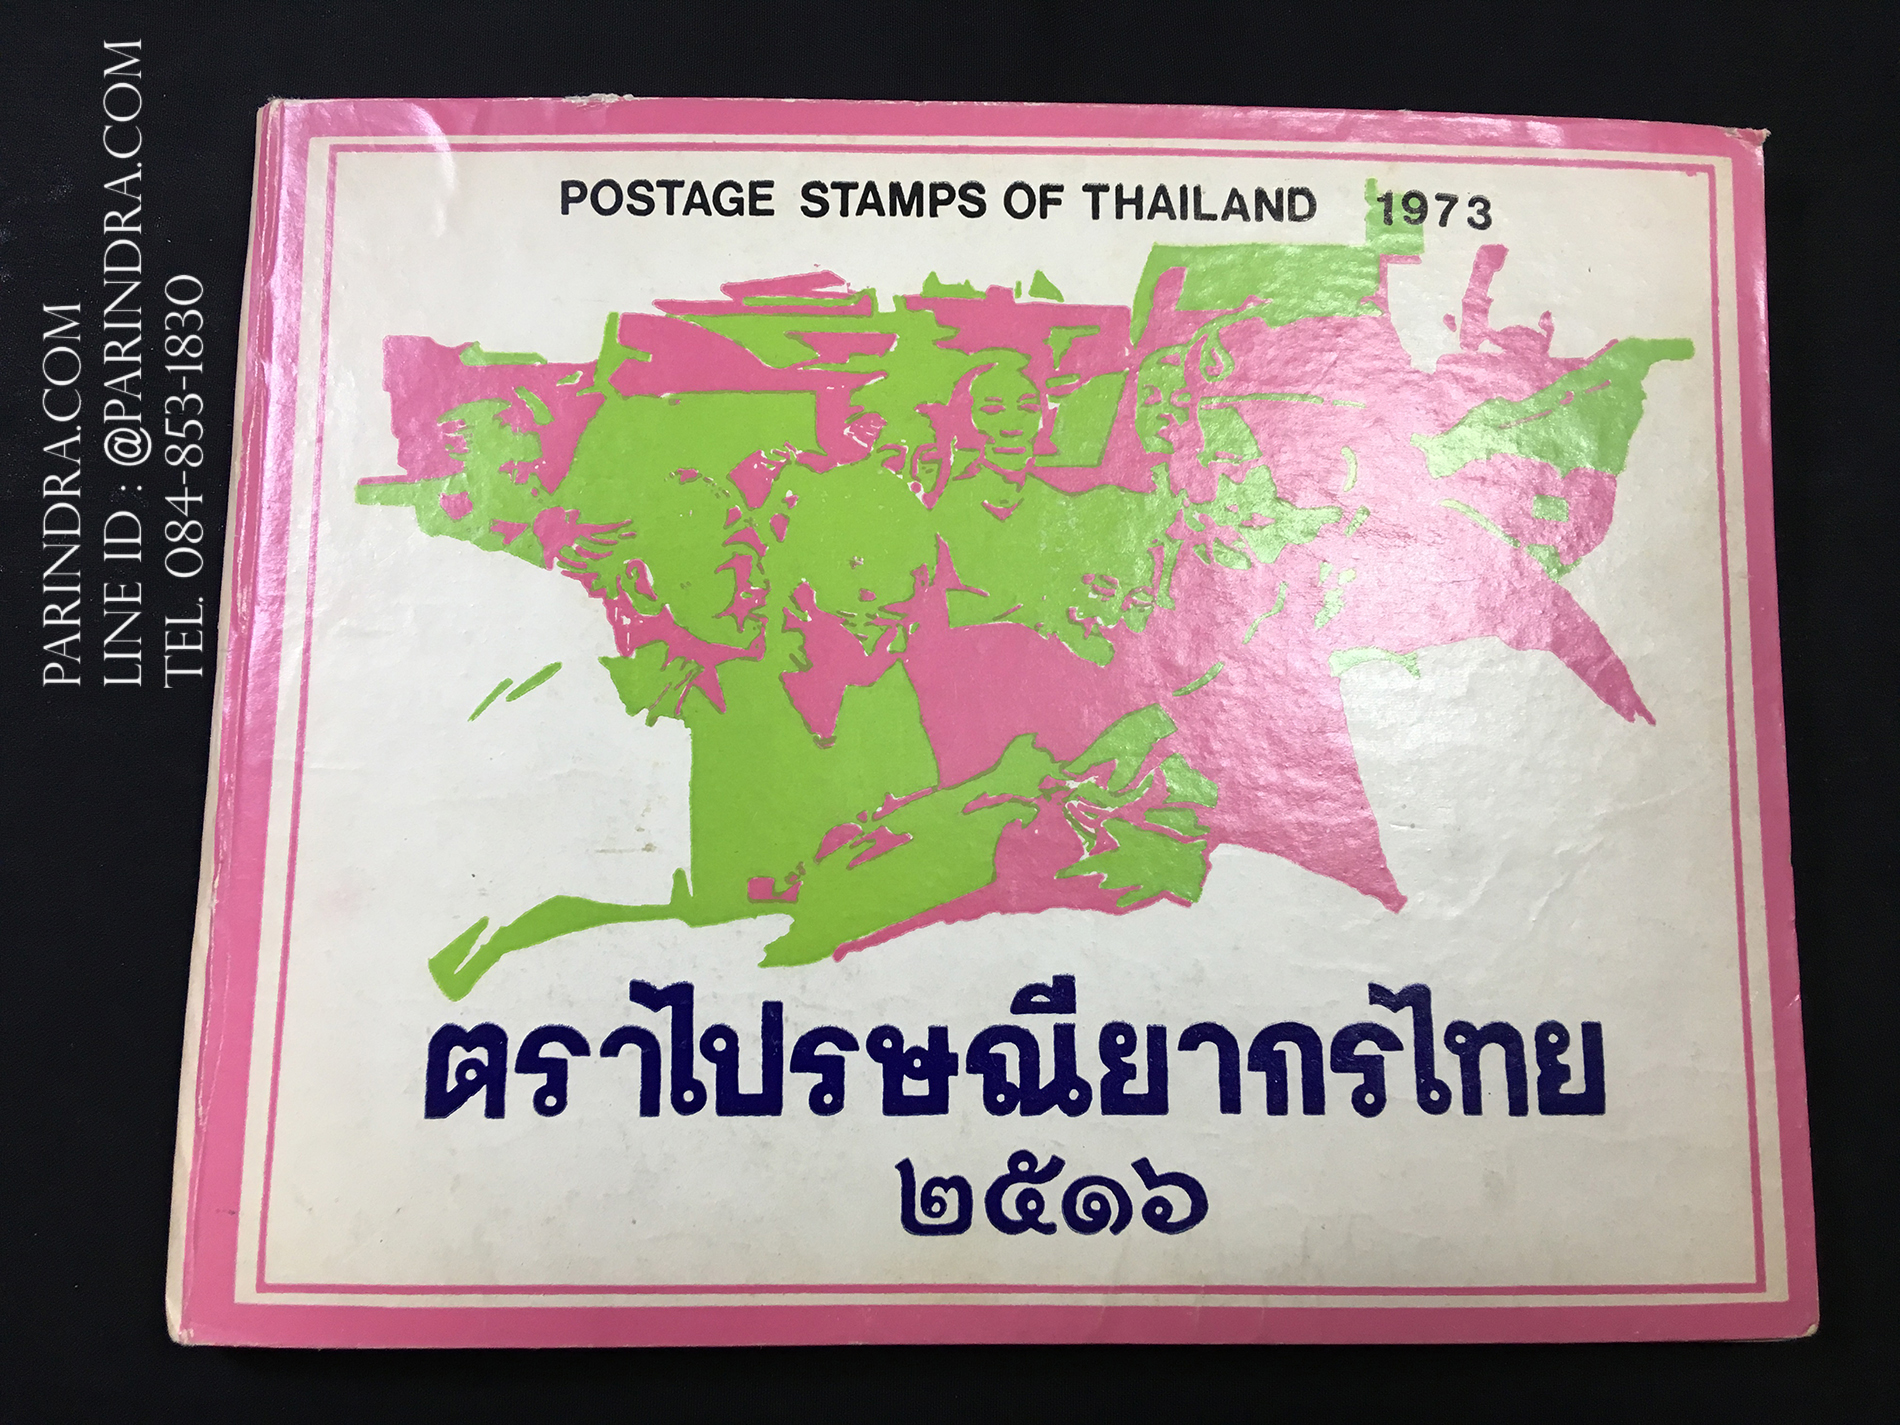 PARINDRA.COM
LINE ID : @PARINDRA.COM
TEL. 084-853-1830
POSTAGE STAMPS OF THAILAND 1973
ตราไปรษณียากรไทย
๒๕๑๖